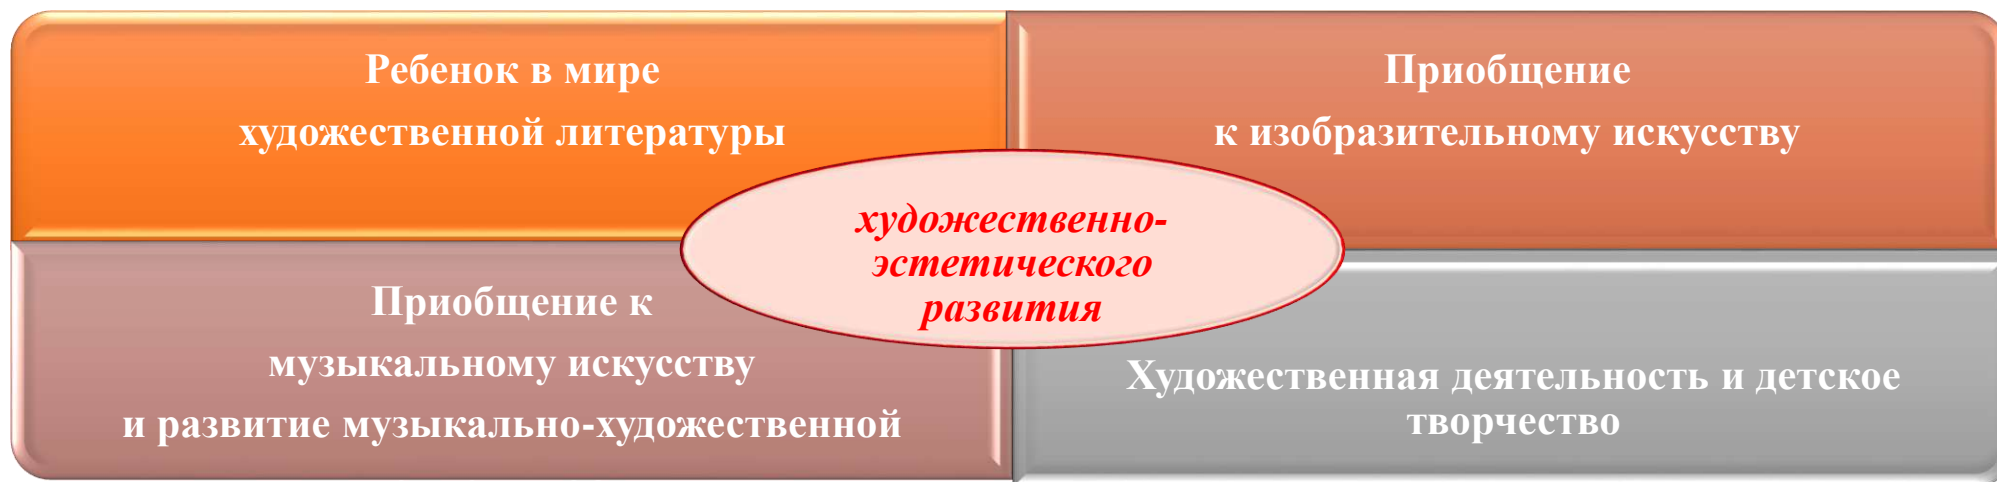 Ребенок в мире
художественной литературы
Приобщение
к изобразительному искусству
художественно-
эстетического
развития
Приобщение к
музыкальному искусству
и развитие музыкально-художественной
Художественная деятельность и детское
творчество